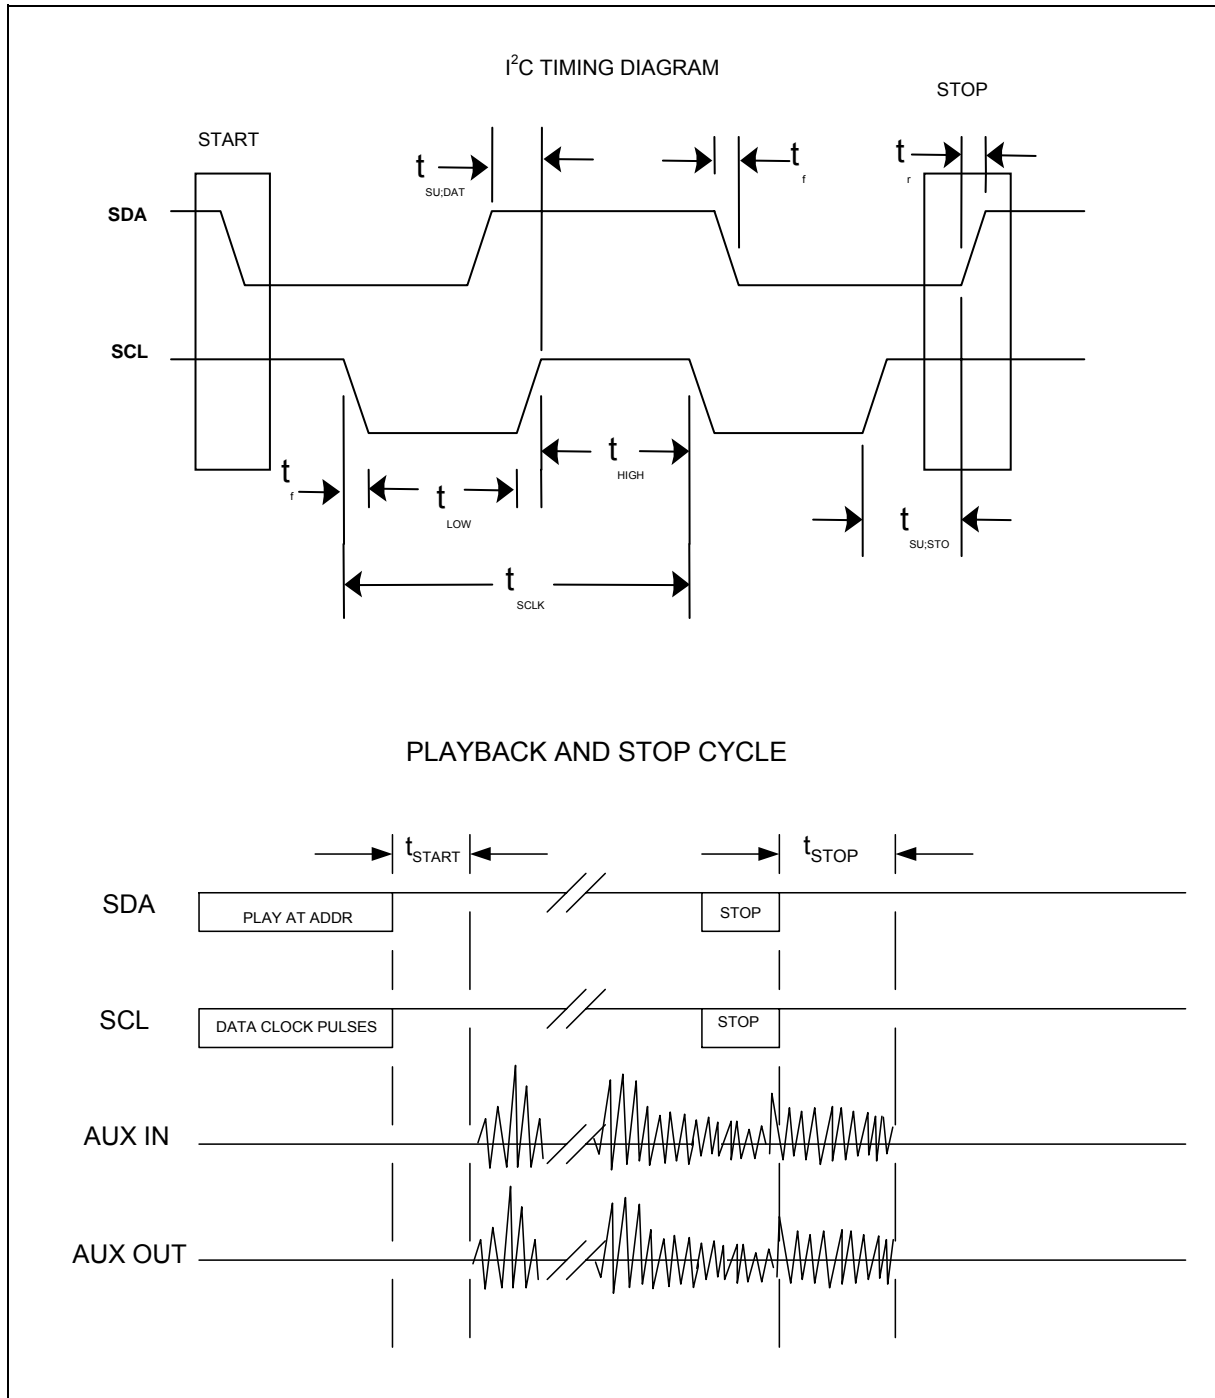 I²C TIMING DIAGRAM
STOP
START
t SU;DAT
t f
t r
SDA
SCL
t f
t LOW
t HIGH
t SU;STO
t SCLK
PLAYBACK AND STOP CYCLE
tSTART
tSTOP
SDA
PLAY AT ADDR
STOP
SCL
DATA CLOCK PULSES
STOP
AUX IN
AUX OUT